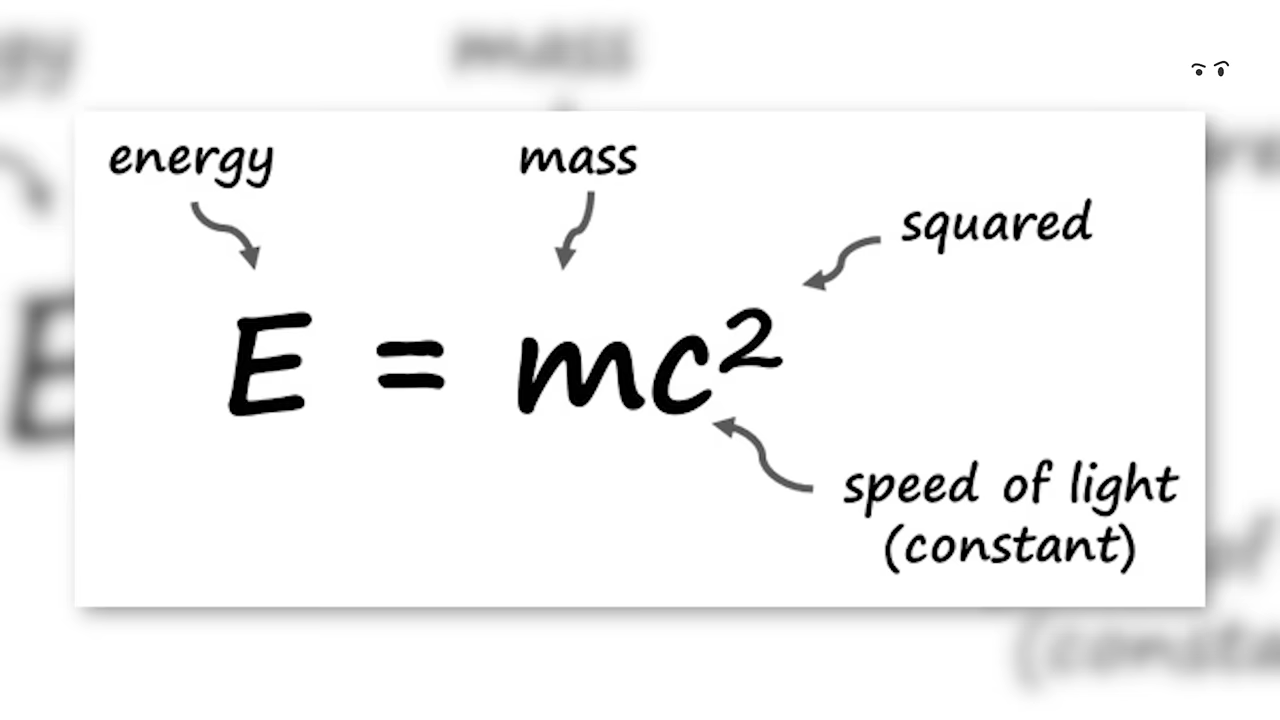 energy
mass
squared
E = mc²
speed of light
(constant)